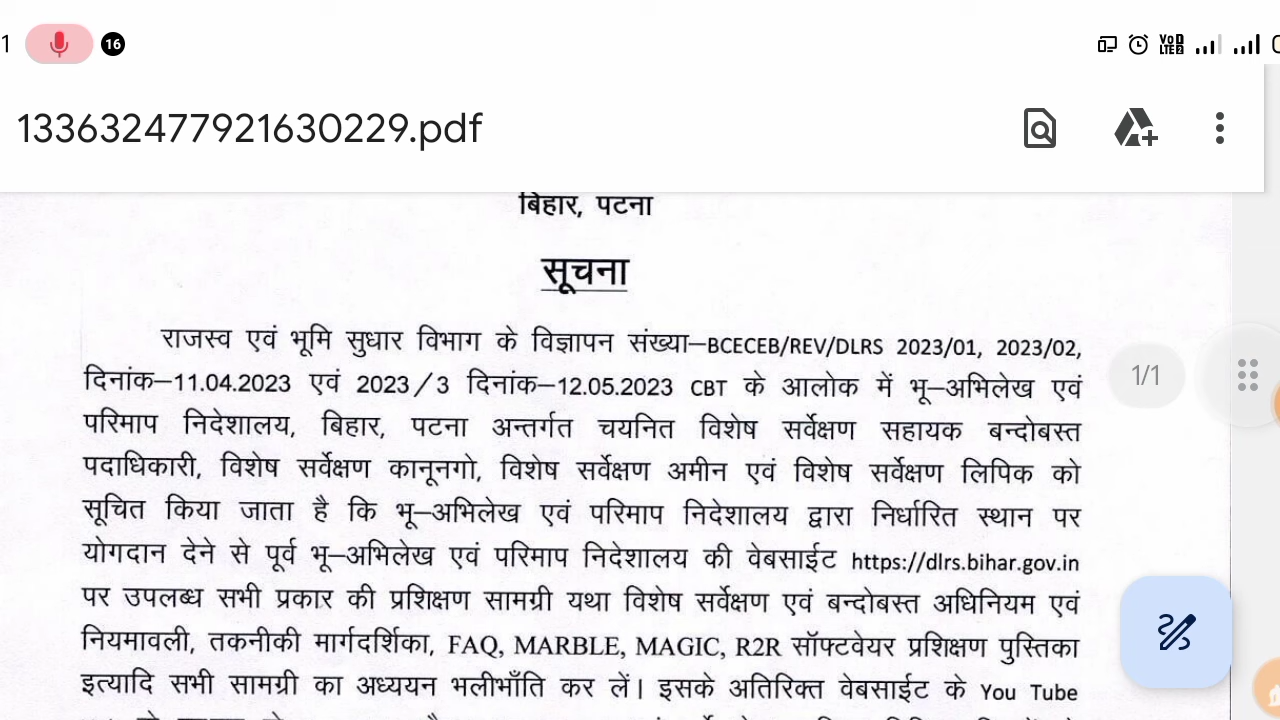 1
16
VoD
LTE2
133632477921630229.pdf
बिहार, पटना
सूचना
राजस्व एवं भूमि सुधार विभाग के विज्ञापन संख्या–BCECEB/REV/DLRS 2023/01, 2023/02,
दिनांक–11.04.2023 एवं 2023/3 दिनांक–12.05.2023 CBT के आलोक में भू–अभिलेख एवं
1/1
परिमाप निदेशालय, बिहार, पटना अन्तर्गत चयनित विशेष सर्वेक्षण सहायक बन्दोबस्त
पदाधिकारी, विशेष सर्वेक्षण कानूनगो, विशेष सर्वेक्षण अमीन एवं विशेष सर्वेक्षण लिपिक को
सूचित किया जाता है कि भू–अभिलेख एवं परिमाप निदेशालय द्वारा निर्धारित स्थान पर
योगदान देने से पूर्व भू–अभिलेख एवं परिमाप निदेशालय की वेबसाईट https://dlrs.bihar.gov.in
पर उपलब्ध सभी प्रकार की प्रशिक्षण सामग्री यथा विशेष सर्वेक्षण एवं बन्दोबस्त अधिनियम एवं
नियमावली, तकनीकी मार्गदर्शिका, FAQ, MARBLE, MAGIC, R2R सॉफ्टवेयर प्रशिक्षण पुस्तिका
इत्यादि सभी सामग्री का अध्ययन भलीभाँति कर लें। इसके अतिरिक्त वेबसाईट के You Tube